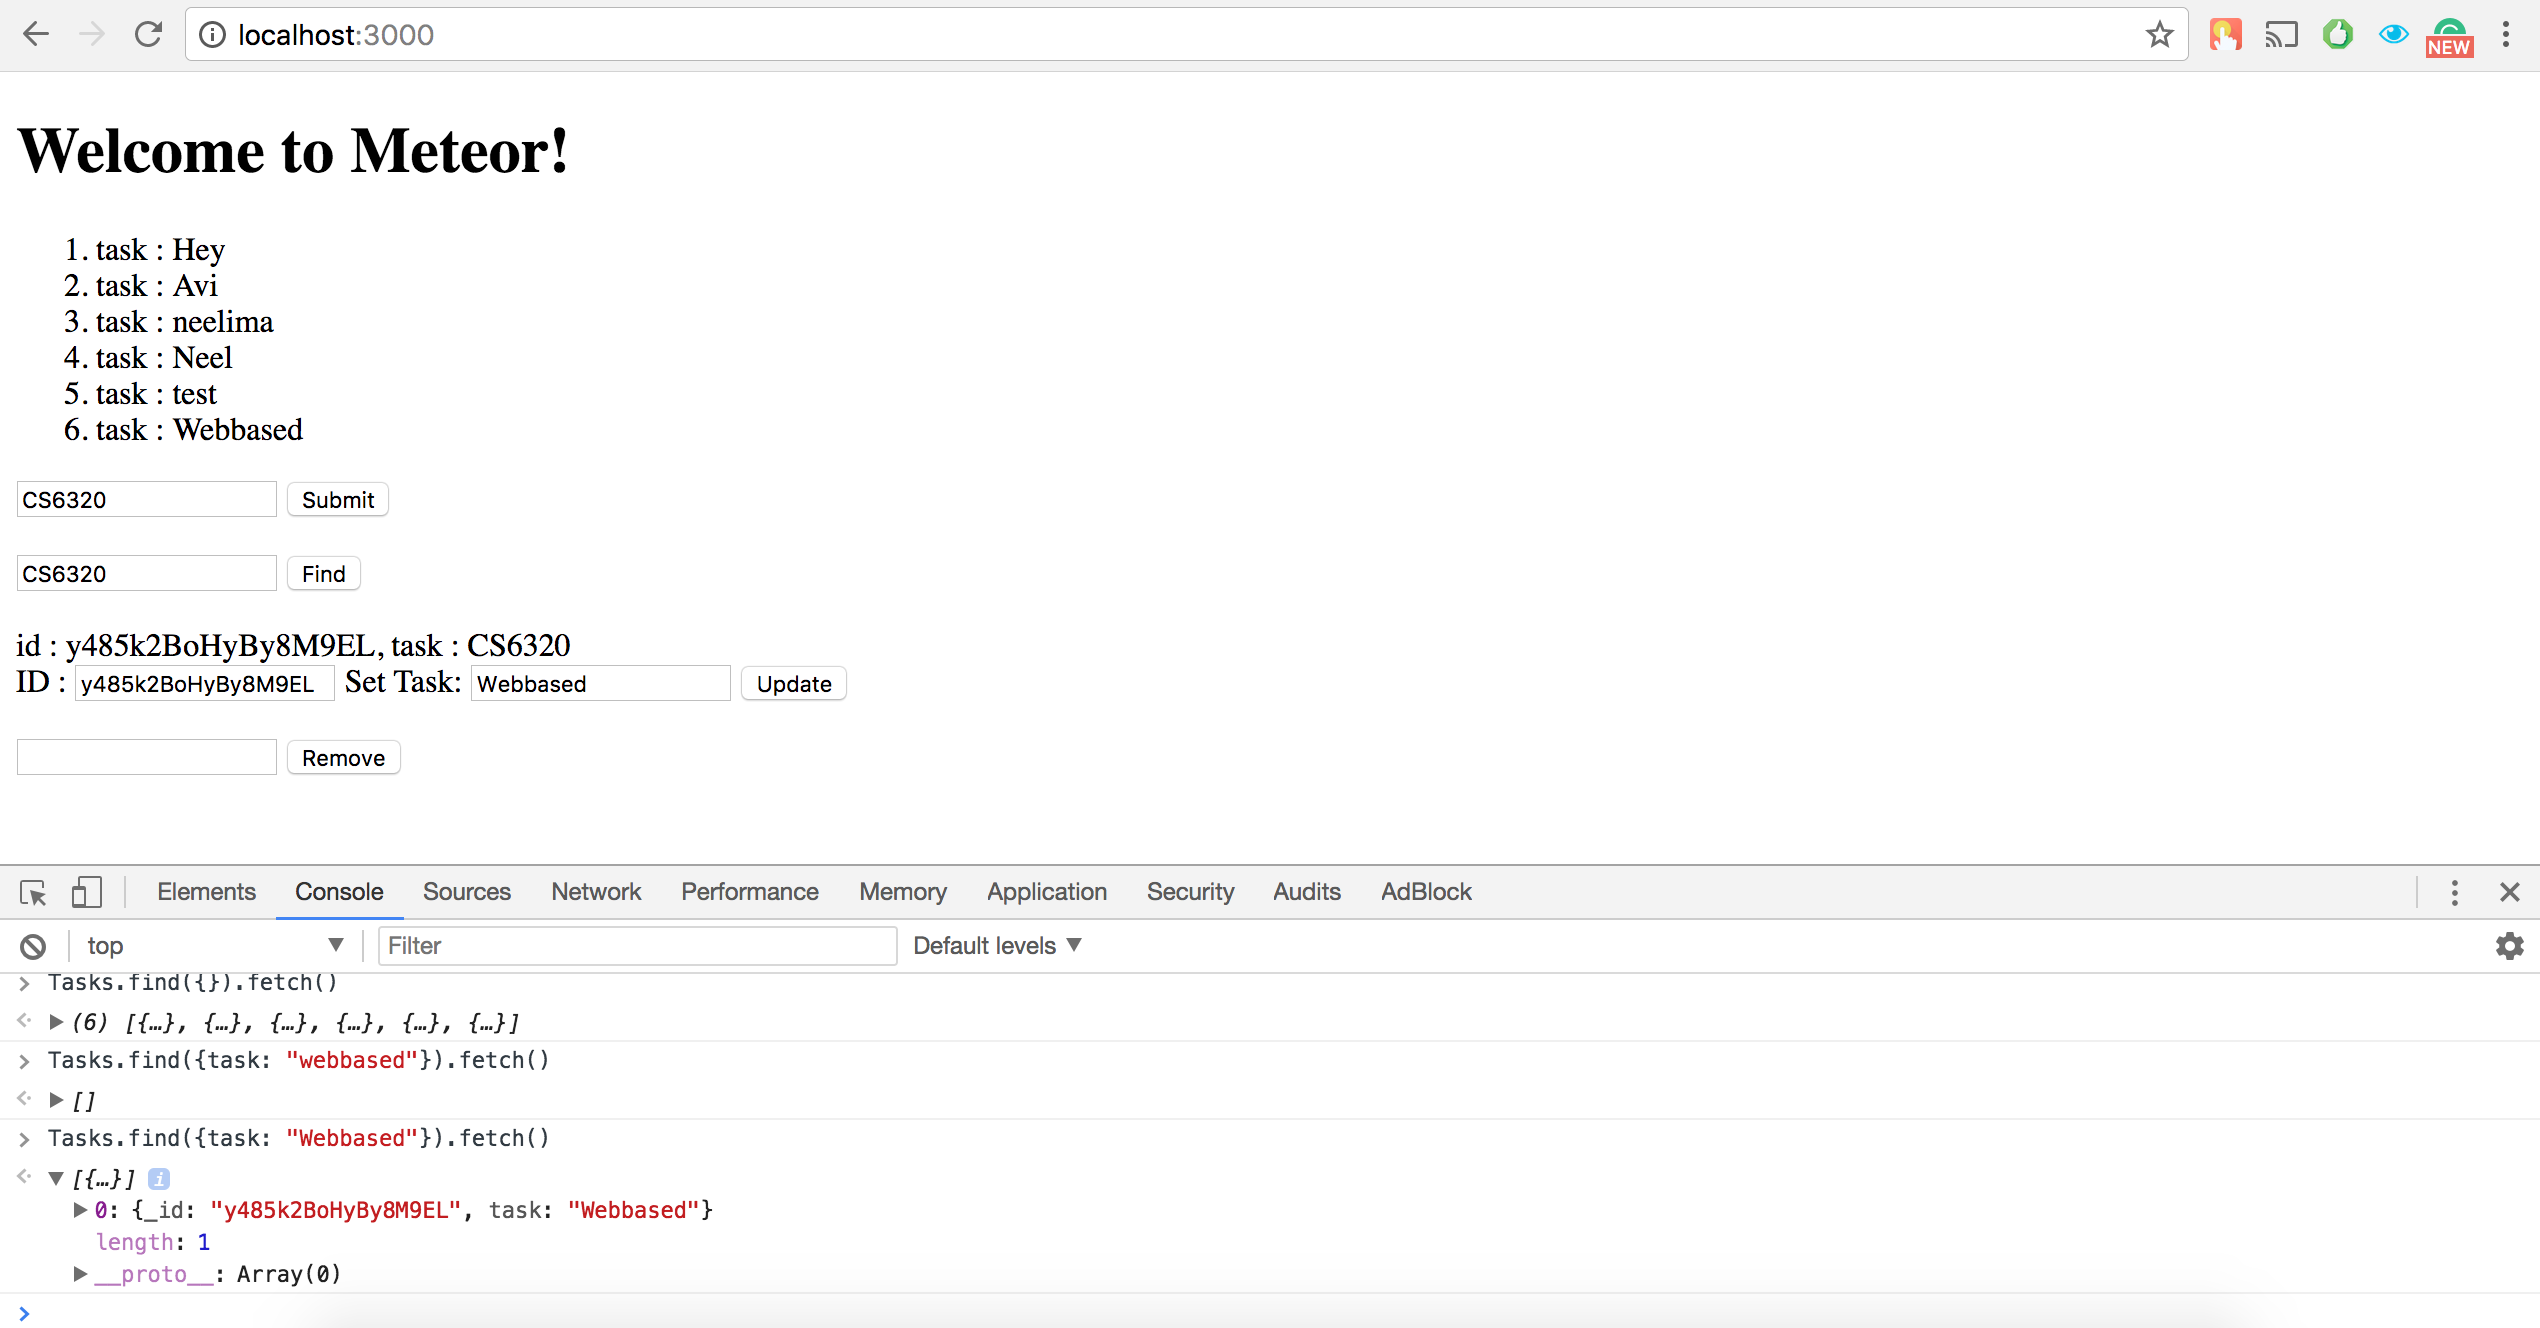 localhost:3000
NEW
Welcome to Meteor!
1. task : Hey
2. task : Avi
3. task : neelima
4. task : Neel
5. task : test
6. task : Webbased
CS6320 Submit
CS6320 Find
id : y485k2BoHyBy8M9EL, task : CS6320
ID : y485k2BoHyBy8M9EL Set Task: Webbased Update
Remove
Elements Console Sources Network Performance Memory Application Security Audits AdBlock
top Filter Default levels
Tasks.find({}).fetch()
(6) [{…}, {…}, {…}, {…}, {…}, {…}]
Tasks.find({task: "webbased"}).fetch()
[]
Tasks.find({task: "Webbased"}).fetch()
[{…}] i
0: {_id: "y485k2BoHyBy8M9EL", task: "Webbased"}
length: 1
__proto__: Array(0)